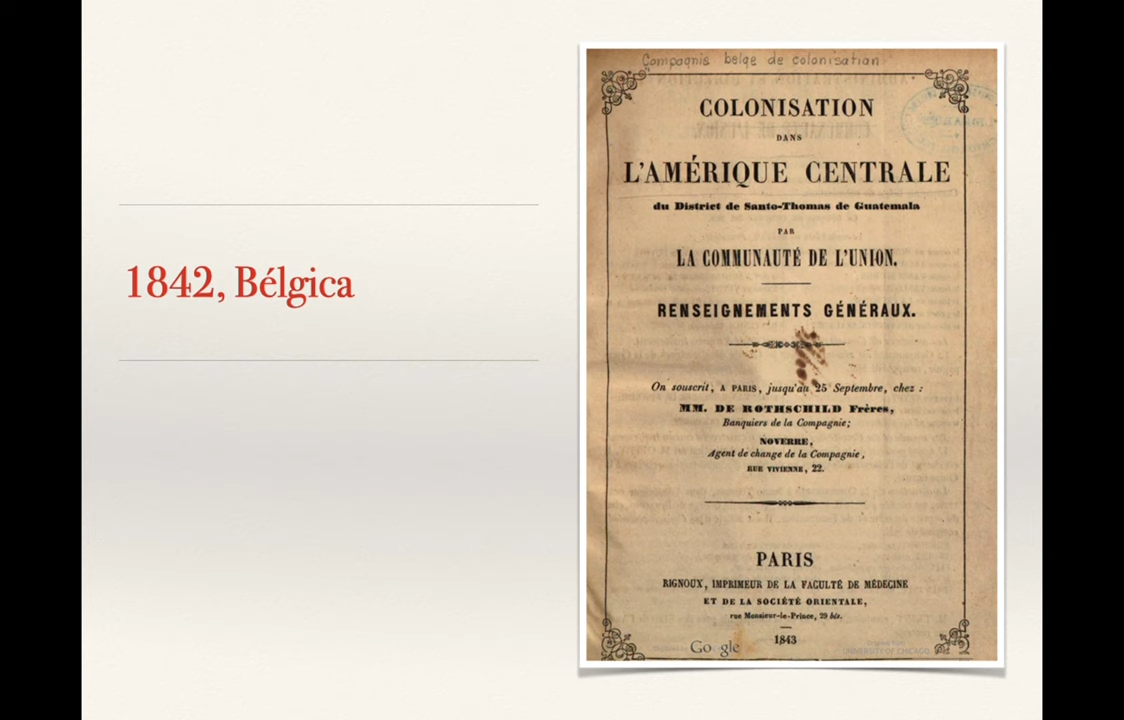 1842, Bélgica
Compagnis belge de colonisation
COLONISATION
DANS
L'AMÉRIQUE CENTRALE
du District de Santo-Thomas de Guatemala
PAR
LA COMMUNAUTÉ DE L'UNION.
RENSEIGNEMENTS GÉNÉRAUX.
On souscrit, A PARIS, jusqu'au 25 Septembre, chez :
MM. DE ROTHSCHILD Frères,
Banquiers de la Compagnie;
NOVERRE,
Agent de change de la Compagnie,
RUE VIVIENNE, 22.
PARIS
RIGNOUX, IMPRIMEUR DE LA FACULTÉ DE MÉDECINE
ET DE LA SOCIÉTÉ ORIENTALE,
rue Monsieur-le-Prince, 29 bis.
1843
Google
UNIVERSITY OF CHICAGO